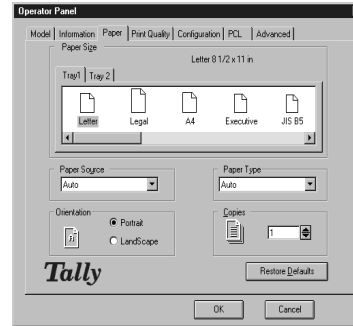 Operator Panel
Model Information Paper Print Quality Configuration PCL Advanced
Paper Size
Letter 8 1/2 x 11 in
Tray1 Tray 2
Letter Legal A4 Executive JIS B5
Paper Source
Auto
Paper Type
Auto
Orientation
Portrait
LandScape
Copies
1
Tally
Restore Defaults
OK Cancel